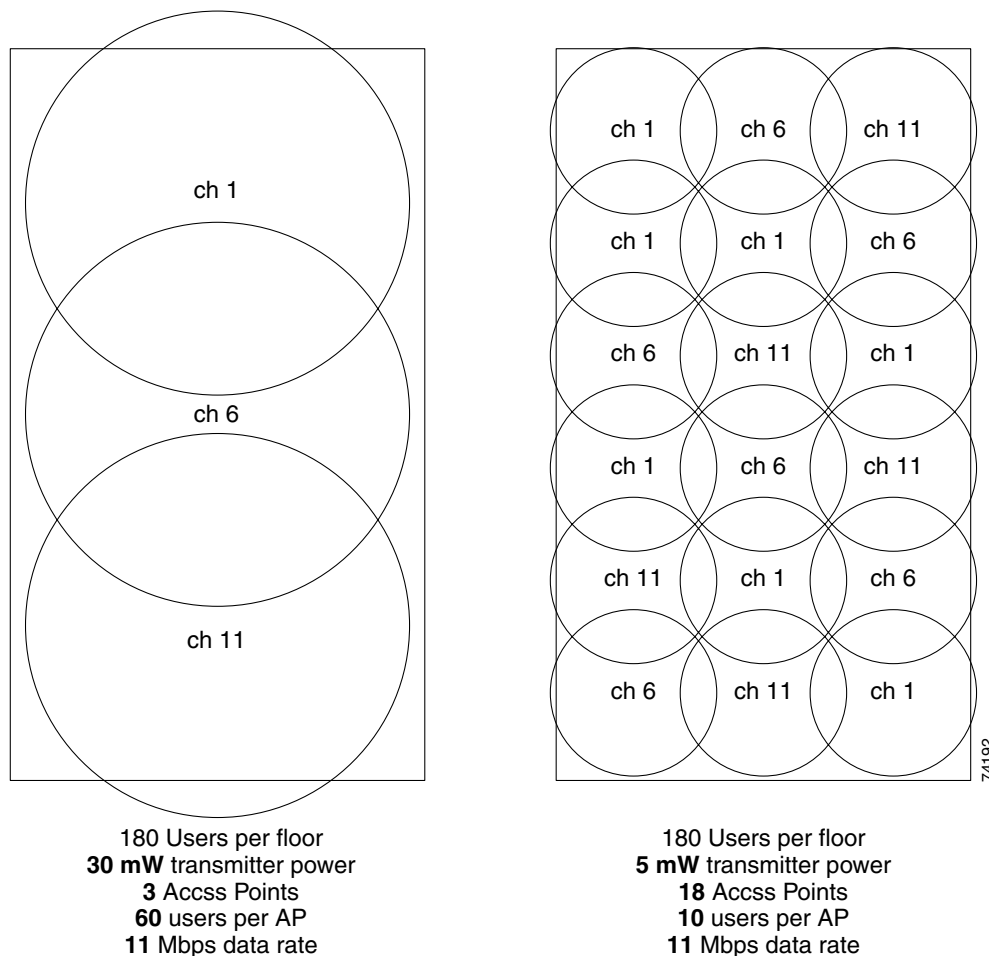 ch 1
ch 6
ch 11
180 Users per floor
30 mW transmitter power
3 Accss Points
60 users per AP
11 Mbps data rate
ch 1 ch 6 ch 11
ch 1 ch 1 ch 6
ch 6 ch 11 ch 1
ch 1 ch 6 ch 11
ch 11 ch 1 ch 6
ch 6 ch 11 ch 1
74192
180 Users per floor
5 mW transmitter power
18 Accss Points
10 users per AP
11 Mbps data rate